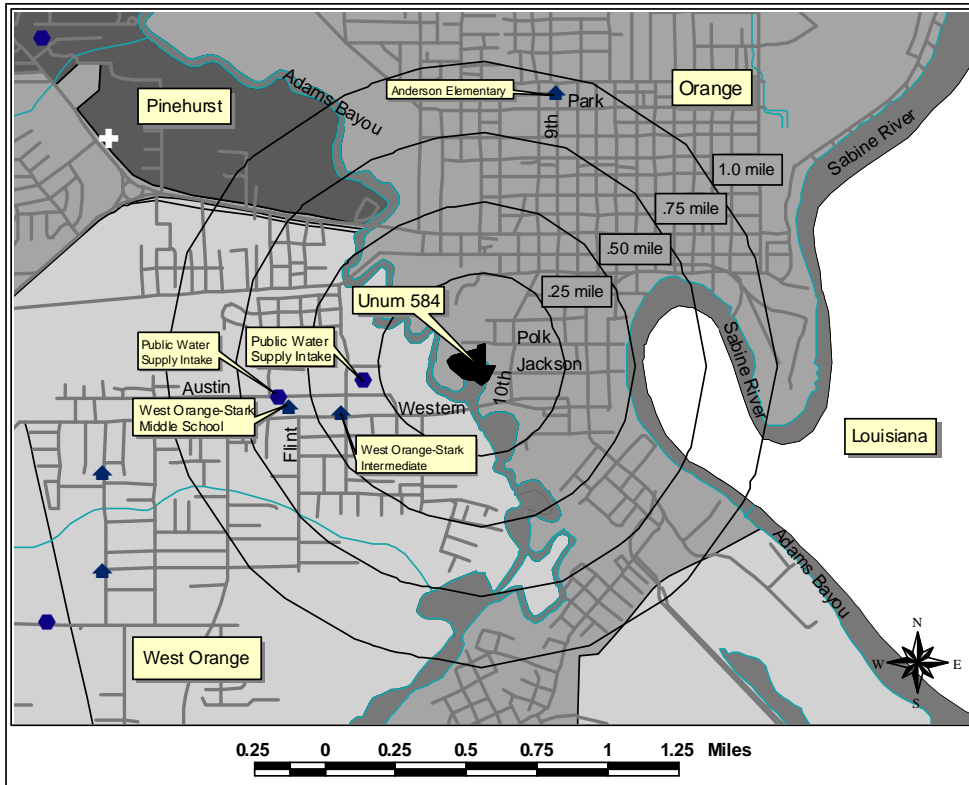 Adams Bayou
Anderson Elementary
Park
9th
Orange
Pinehurst
Sabine River
1.0 mile
.75 mile
.50 mile
.25 mile
Unum 584
Polk
Jackson
10th
Sabine River
Public Water
Supply Intake
Public Water
Supply Intake
Austin
West Orange-Stark
Middle School
Western
Flint
West Orange-Stark
Intermediate
Louisiana
Adams Bayou
West Orange
N
W
E
S
0.25 0 0.25 0.5 0.75 1 1.25 Miles